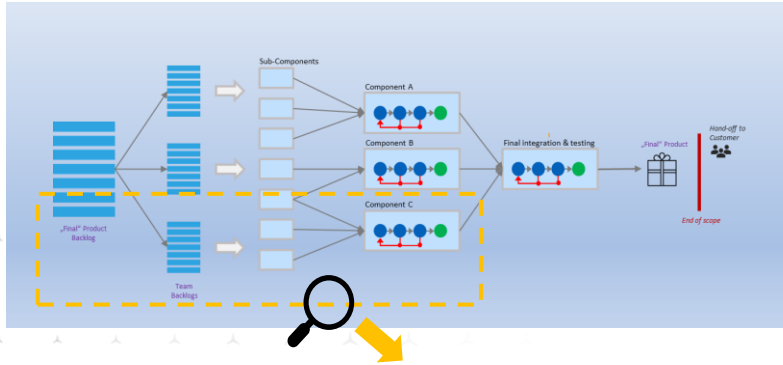 Sub-Components
Component A
Component B
Component C
Final integration & testing
„Final" Product
Hand-off to
Customer
End of scope
„Final" Product
Backlog
Team
Backlogs